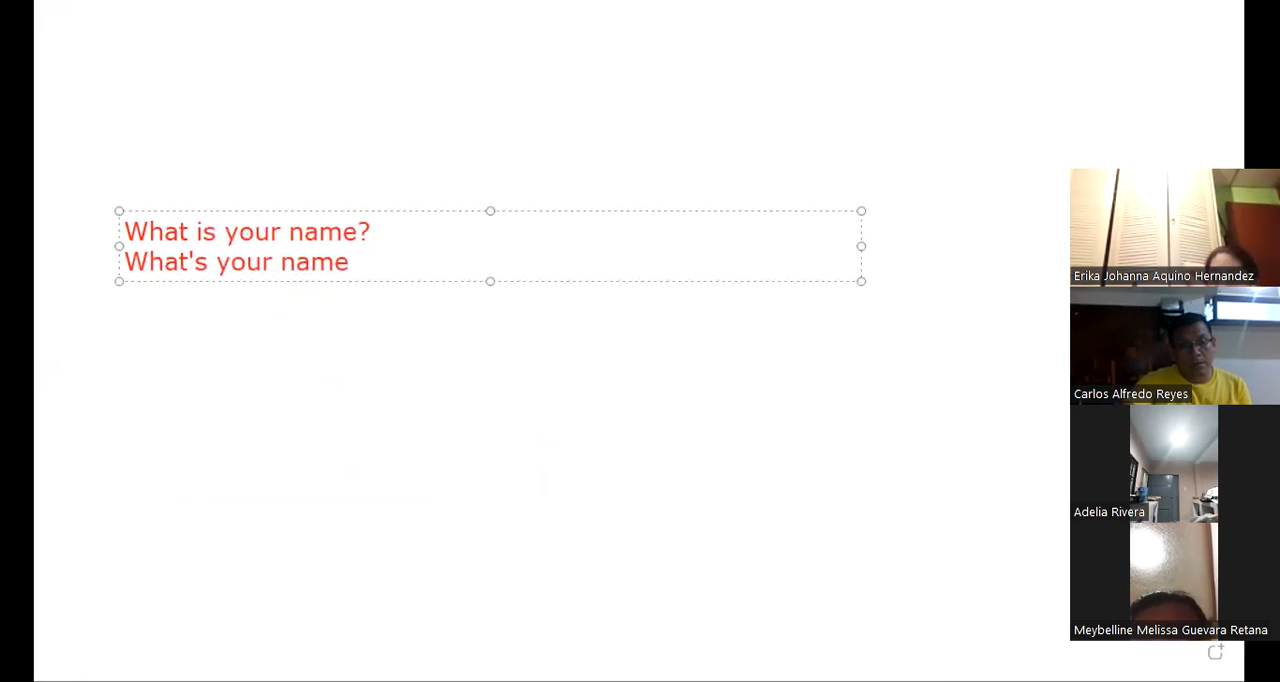 What is your name?
What's your name
Erika Johanna Aquino Hernandez
Carlos Alfredo Reyes
Adelia Rivera
Meybelline Melissa Guevara Retana